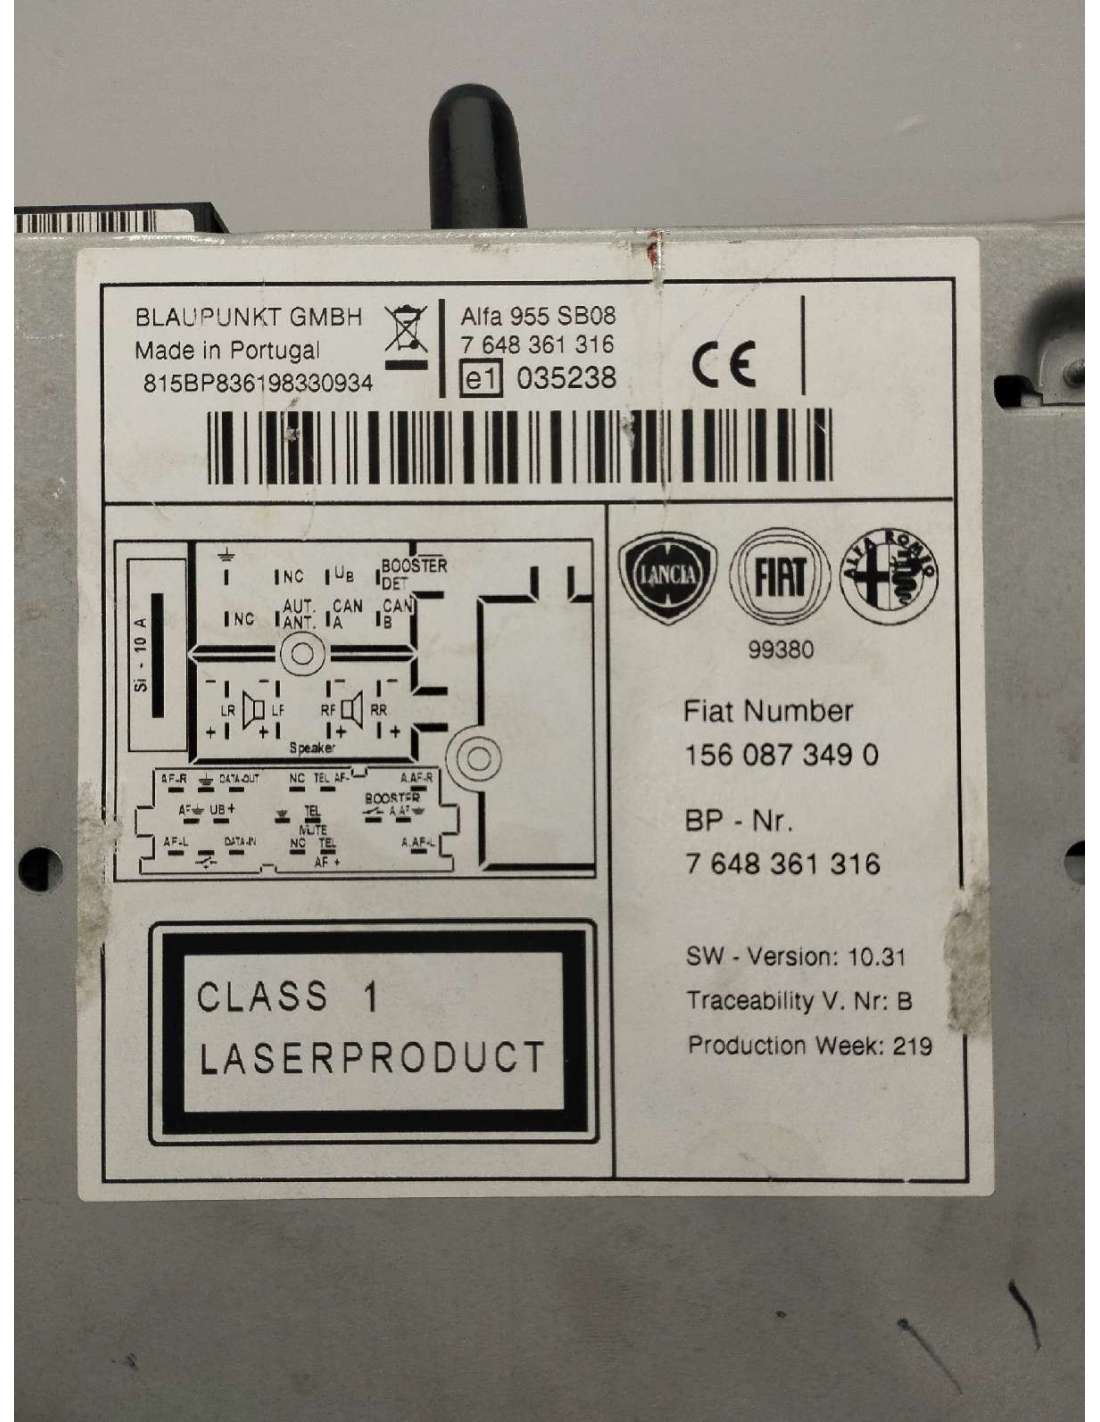 BLAUPUNKT GMBH
Made in Portugal
815BP836198330934
Alfa 955 SB08
7 648 361 316
e1 035238
CE
NC UB BOOSTER
DET
NC AUT. ANT. CAN A CAN B
Si - 10 A
- - - -
LR LF RF RR
+ + + +
Speaker
AF-R DATA-OUT NC TEL AF- A.AF-R
AF UB+ TEL MUTE BOOSTER A.AF
AF-L DATA-IN NC TEL AF + A.AF-L
LANCIA
FIAT
ALFA ROMEO
99380
Fiat Number
156 087 349 0
BP - Nr.
7 648 361 316
SW - Version: 10.31
Traceability V. Nr: B
Production Week: 219
CLASS 1
LASERPRODUCT